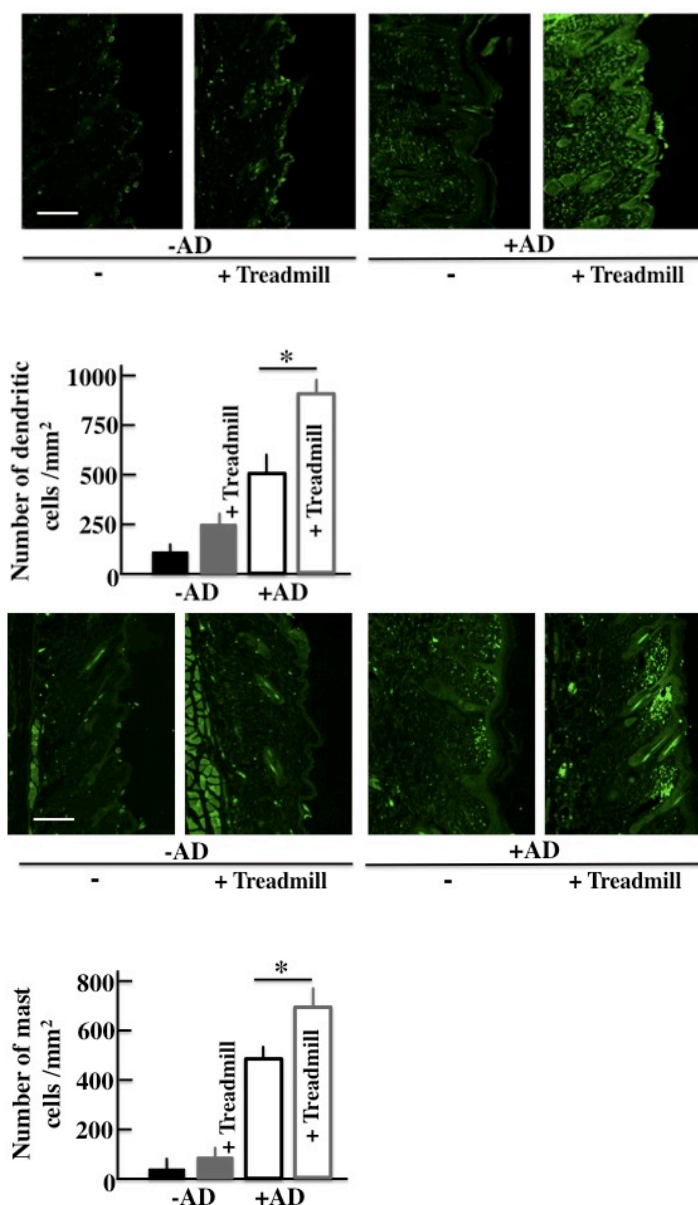 -AD +AD
- + Treadmill - + Treadmill
*
Number of dendritic
cells /mm²
1000
750
500
250
0
+ Treadmill
+ Treadmill
-AD +AD
-AD +AD
- + Treadmill - + Treadmill
*
Number of mast
cells /mm²
800
600
400
200
0
+ Treadmill
+ Treadmill
-AD +AD